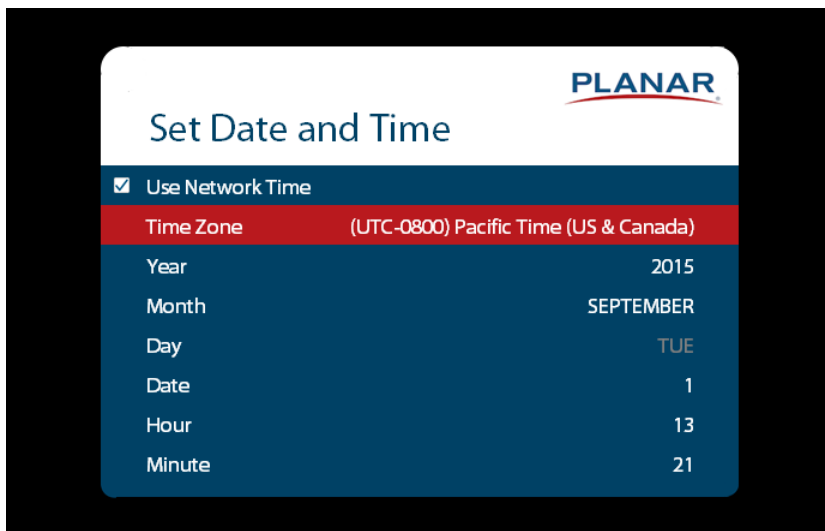 PLANAR
Set Date and Time
Use Network Time
Time Zone (UTC-0800) Pacific Time (US & Canada)
Year 2015
Month SEPTEMBER
Day TUE
Date 1
Hour 13
Minute 21